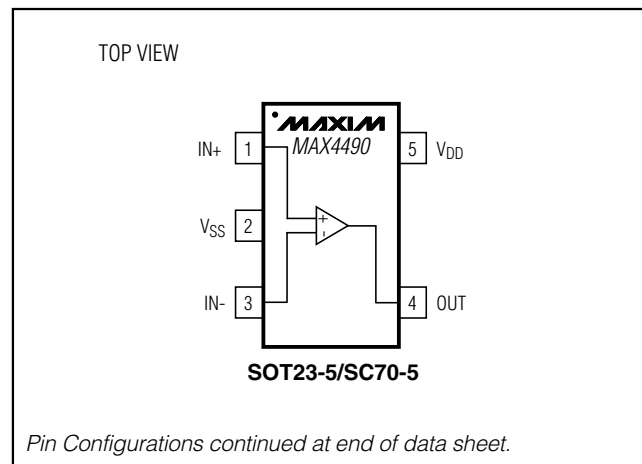 TOP VIEW
MAXIM
MAX4490
IN+ 1
5 VDD
VSS 2
+
-
IN- 3
4 OUT
SOT23-5/SC70-5
Pin Configurations continued at end of data sheet.